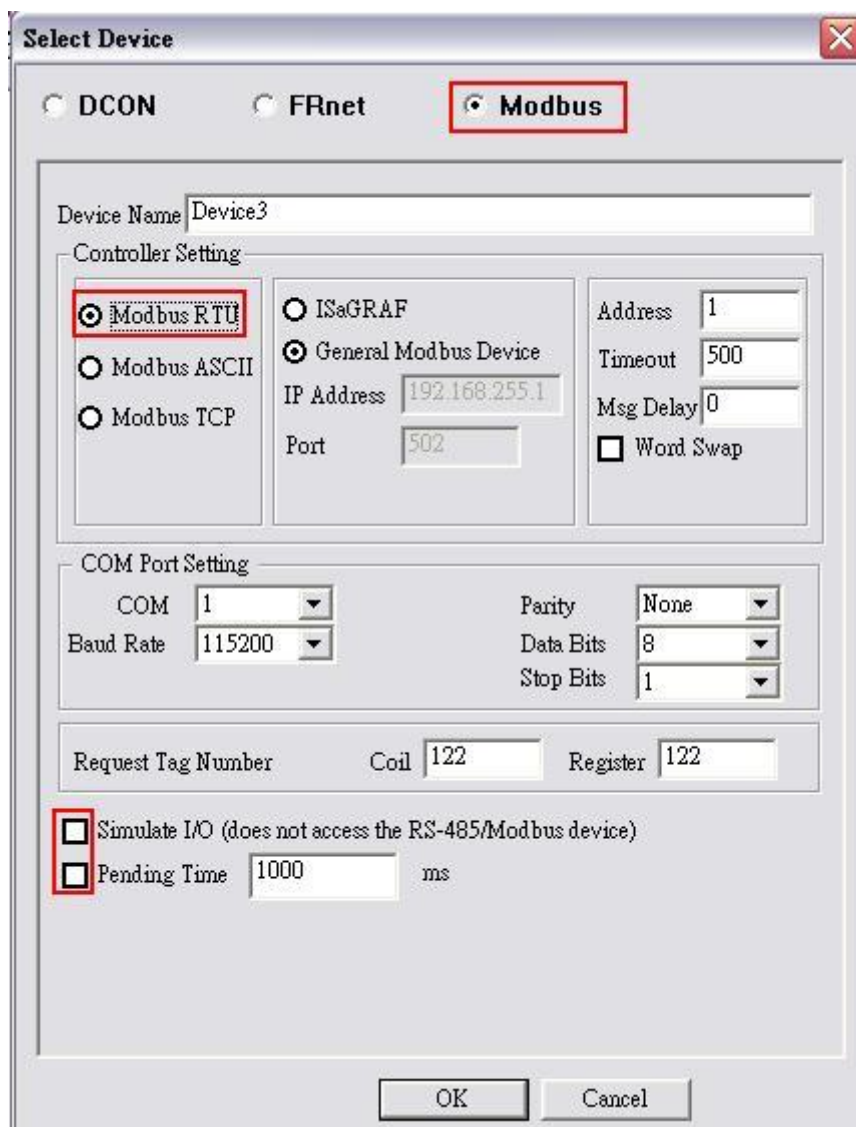 Select Device
DCON FRnet Modbus
Device Name Device3
Controller Setting
Modbus RTU
Modbus ASCII
Modbus TCP
ISaGRAF
General Modbus Device
IP Address 192.168.255.1
Port 502
Address 1
Timeout 500
Msg Delay 0
Word Swap
COM Port Setting
COM 1
Baud Rate 115200
Parity None
Data Bits 8
Stop Bits 1
Request Tag Number Coil 122 Register 122
Simulate I/O (does not access the RS-485/Modbus device)
Pending Time 1000 ms
OK Cancel